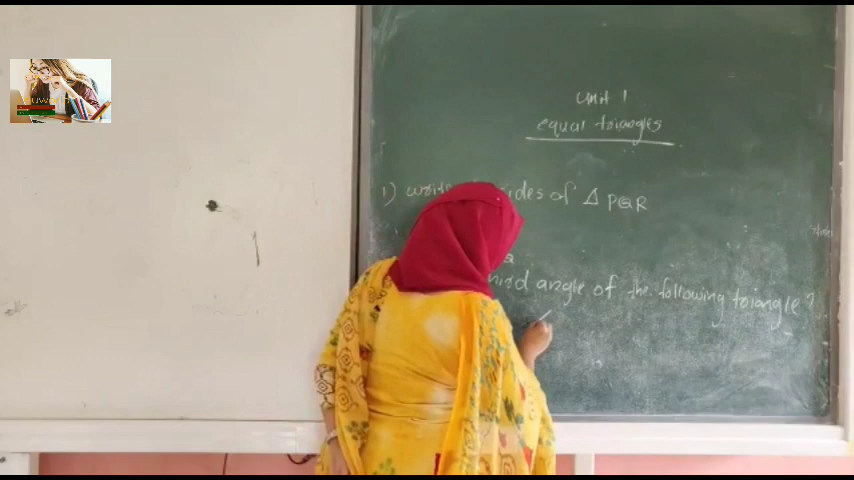 Unit 1
equal triangles
1) write sides of Δ PQR
angle of the following triangle?